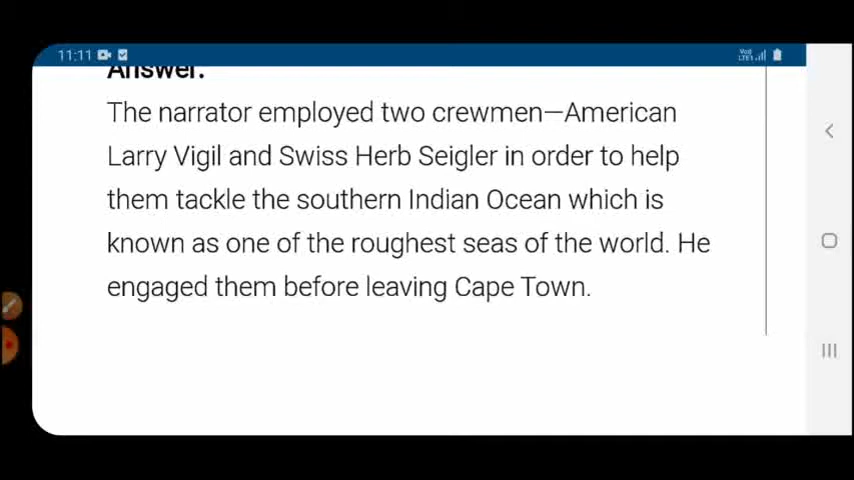 11:11
Answer:
The narrator employed two crewmen—American
Larry Vigil and Swiss Herb Seigler in order to help
them tackle the southern Indian Ocean which is
known as one of the roughest seas of the world. He
engaged them before leaving Cape Town.